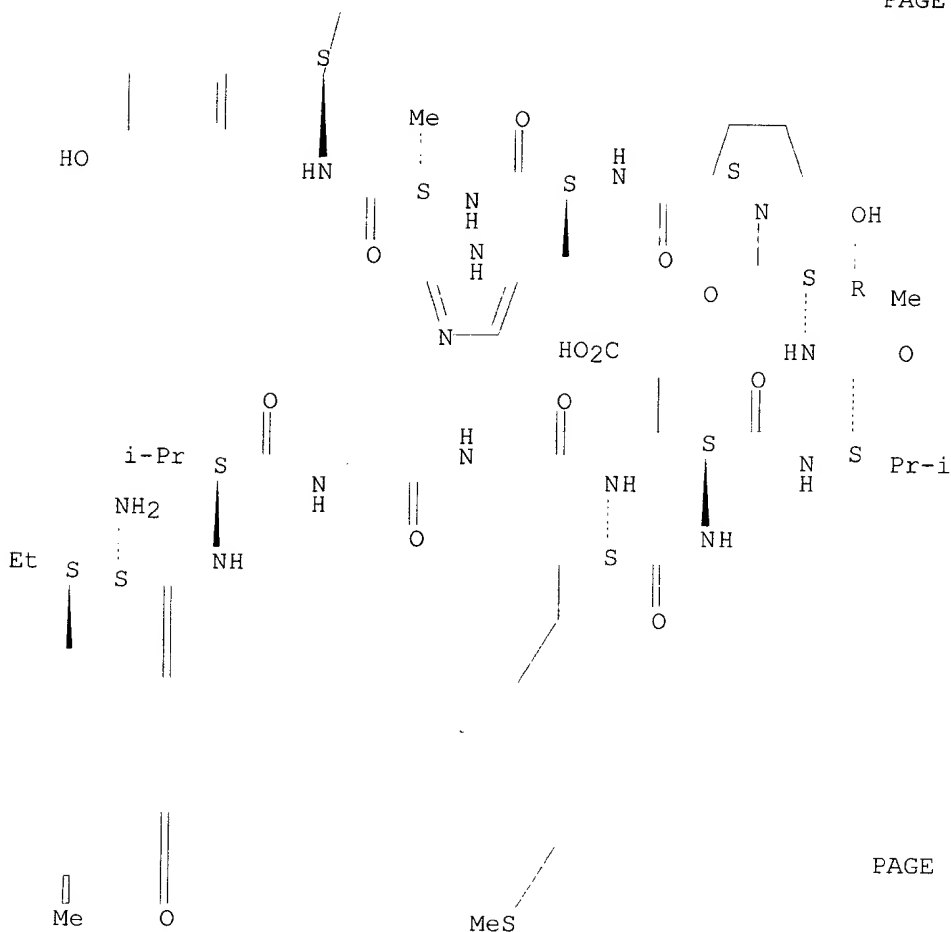 PAGE
S
Me O
HO HN S N H S H N S
N OH
O N H O S R Me
O
N HO2C HN O
O O O
i-Pr S H N S N H S Pr-i
NH2 N H NH
Et S S NH O S NH
O
PAGE
Me O MeS